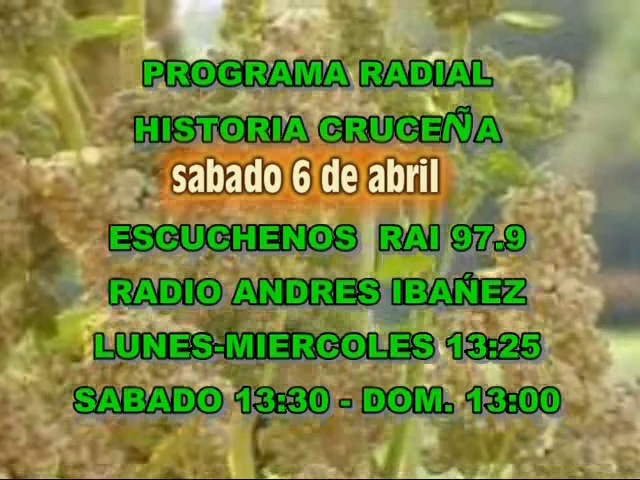 PROGRAMA RADIAL
HISTORIA CRUCEÑA
sabado 6 de abril
ESCUCHENOS RAI 97.9
RADIO ANDRES IBAŃEZ
LUNES-MIERCOLES 13:25
SABADO 13:30 - DOM. 13:00